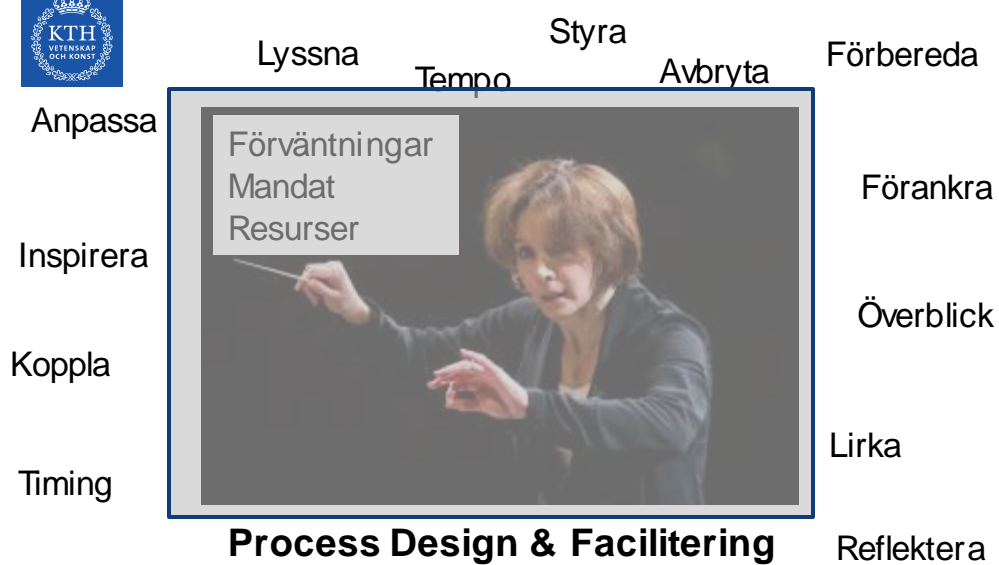 KTH
VETENSKAP
OCH KONST
Lyssna
Styra
Tempo
Avbryta
Förbereda
Anpassa
Förväntningar
Mandat
Resurser
Förankra
Inspirera
Överblick
Koppla
Lirka
Timing
Process Design & Facilitering
Reflektera